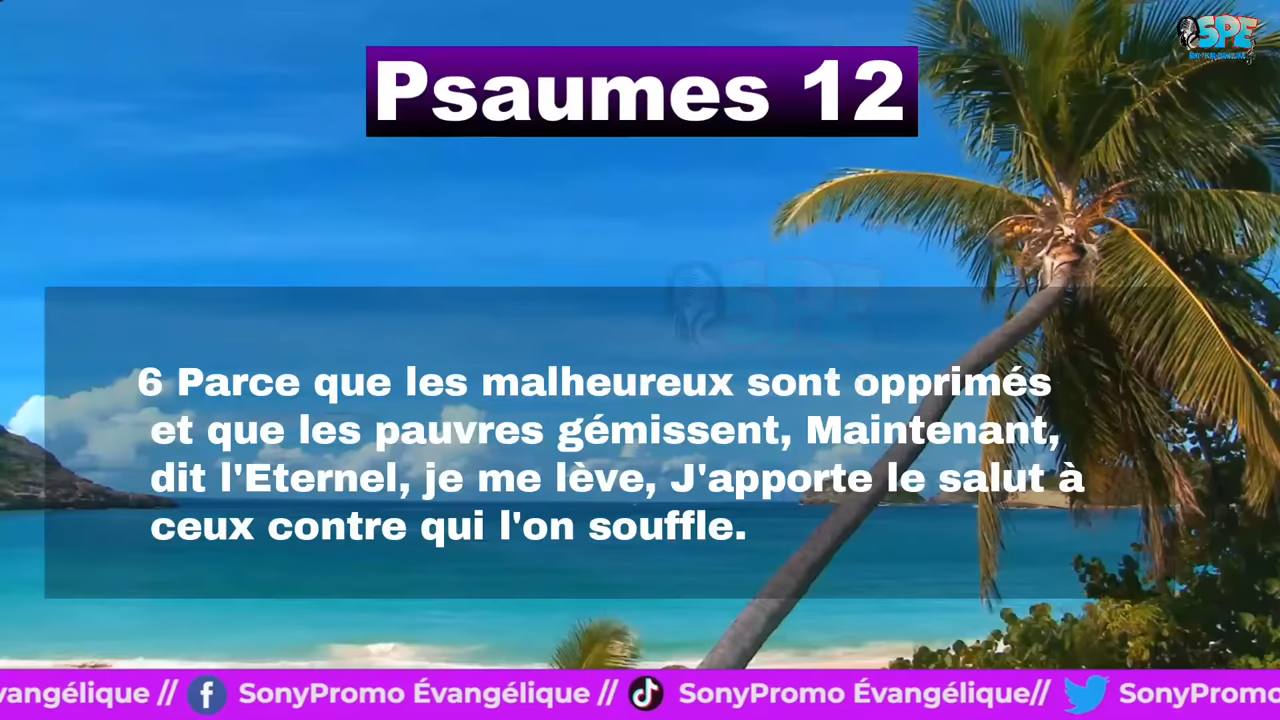 SPE
Psaumes 12
6 Parce que les malheureux sont opprimés
et que les pauvres gémissent, Maintenant,
dit l'Eternel, je me lève, J'apporte le salut à
ceux contre qui l'on souffle.
vangélique // SonyPromo Évangélique // SonyPromo Évangélique// SonyPromo